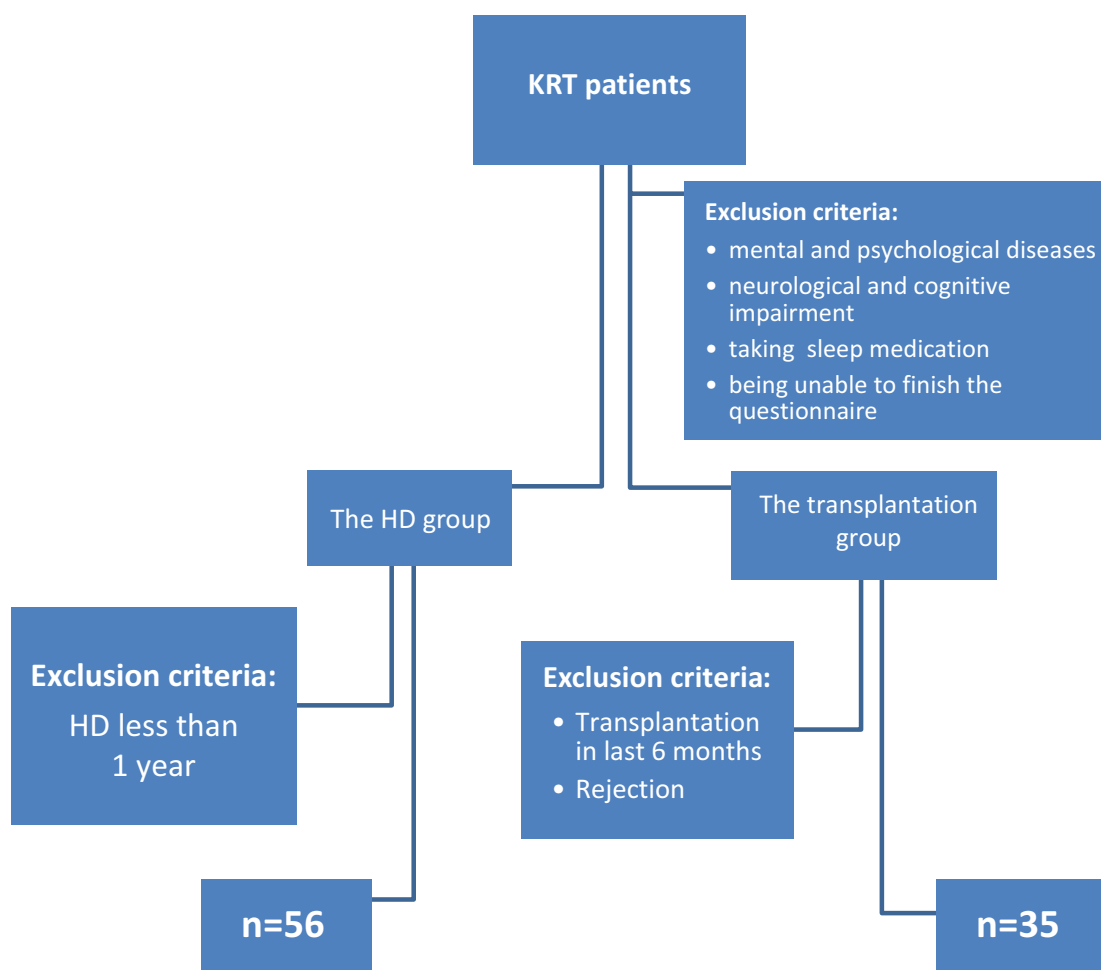 KRT patients
Exclusion criteria:
• mental and psychological diseases
• neurological and cognitive
impairment
• taking sleep medication
• being unable to finish the
questionnaire
The HD group
The transplantation
group
Exclusion criteria:
HD less than
1 year
Exclusion criteria:
• Transplantation
in last 6 months
• Rejection
n=56
n=35